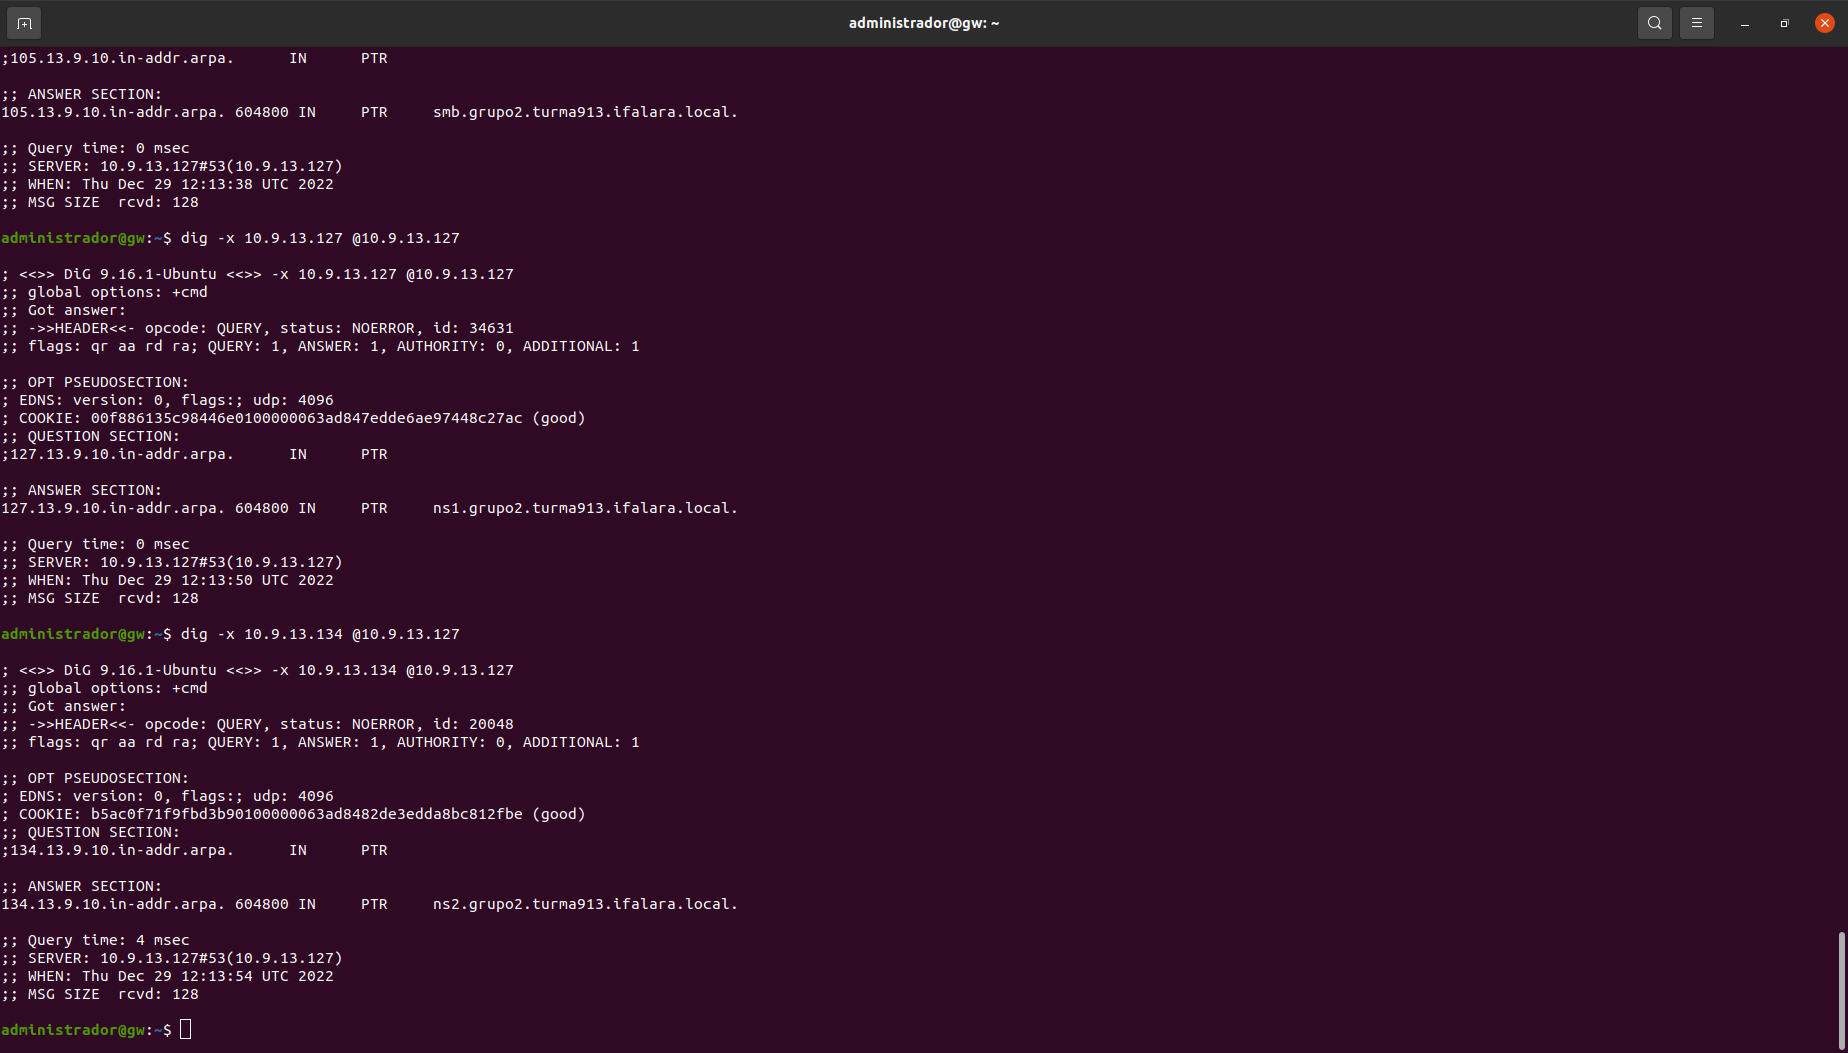 administrador@gw: ~
;105.13.9.10.in-addr.arpa.      IN      PTR
;; ANSWER SECTION:
105.13.9.10.in-addr.arpa. 604800 IN     PTR     smb.grupo2.turma913.ifalara.local.
;; Query time: 0 msec
;; SERVER: 10.9.13.127#53(10.9.13.127)
;; WHEN: Thu Dec 29 12:13:38 UTC 2022
;; MSG SIZE  rcvd: 128
administrador@gw:~$ dig -x 10.9.13.127 @10.9.13.127
; <<>> DiG 9.16.1-Ubuntu <<>> -x 10.9.13.127 @10.9.13.127
;; global options: +cmd
;; Got answer:
;; ->>HEADER<<- opcode: QUERY, status: NOERROR, id: 34631
;; flags: qr aa rd ra; QUERY: 1, ANSWER: 1, AUTHORITY: 0, ADDITIONAL: 1
;; OPT PSEUDOSECTION:
; EDNS: version: 0, flags:; udp: 4096
; COOKIE: 00f886135c98446e0100000063ad847edde6ae97448c27ac (good)
;; QUESTION SECTION:
;127.13.9.10.in-addr.arpa.      IN      PTR
;; ANSWER SECTION:
127.13.9.10.in-addr.arpa. 604800 IN     PTR     ns1.grupo2.turma913.ifalara.local.
;; Query time: 0 msec
;; SERVER: 10.9.13.127#53(10.9.13.127)
;; WHEN: Thu Dec 29 12:13:50 UTC 2022
;; MSG SIZE  rcvd: 128
administrador@gw:~$ dig -x 10.9.13.134 @10.9.13.127
; <<>> DiG 9.16.1-Ubuntu <<>> -x 10.9.13.134 @10.9.13.127
;; global options: +cmd
;; Got answer:
;; ->>HEADER<<- opcode: QUERY, status: NOERROR, id: 20048
;; flags: qr aa rd ra; QUERY: 1, ANSWER: 1, AUTHORITY: 0, ADDITIONAL: 1
;; OPT PSEUDOSECTION:
; EDNS: version: 0, flags:; udp: 4096
; COOKIE: b5ac0f71f9fbd3b90100000063ad8482de3edda8bc812fbe (good)
;; QUESTION SECTION:
;134.13.9.10.in-addr.arpa.      IN      PTR
;; ANSWER SECTION:
134.13.9.10.in-addr.arpa. 604800 IN     PTR     ns2.grupo2.turma913.ifalara.local.
;; Query time: 4 msec
;; SERVER: 10.9.13.127#53(10.9.13.127)
;; WHEN: Thu Dec 29 12:13:54 UTC 2022
;; MSG SIZE  rcvd: 128
administrador@gw:~$